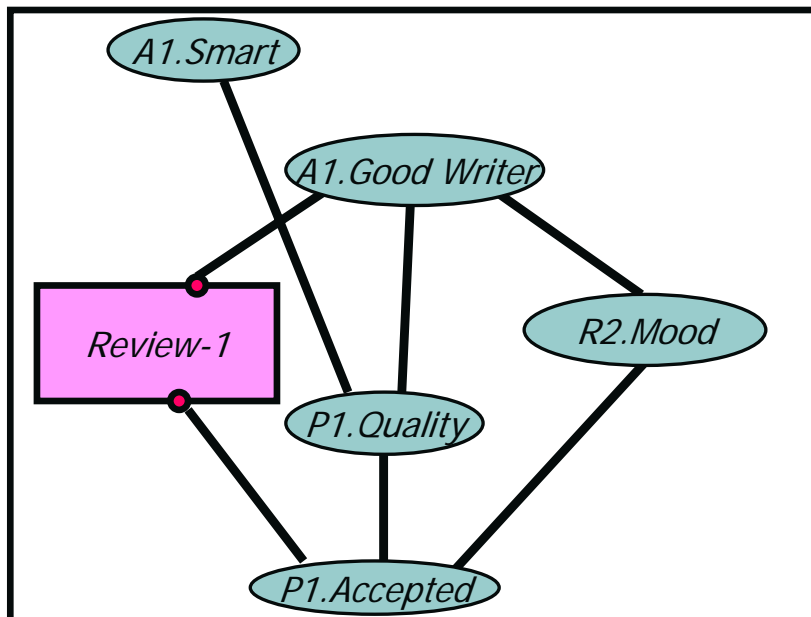 A1.Smart
A1.Good Writer
Review-1
R2.Mood
P1.Quality
P1.Accepted